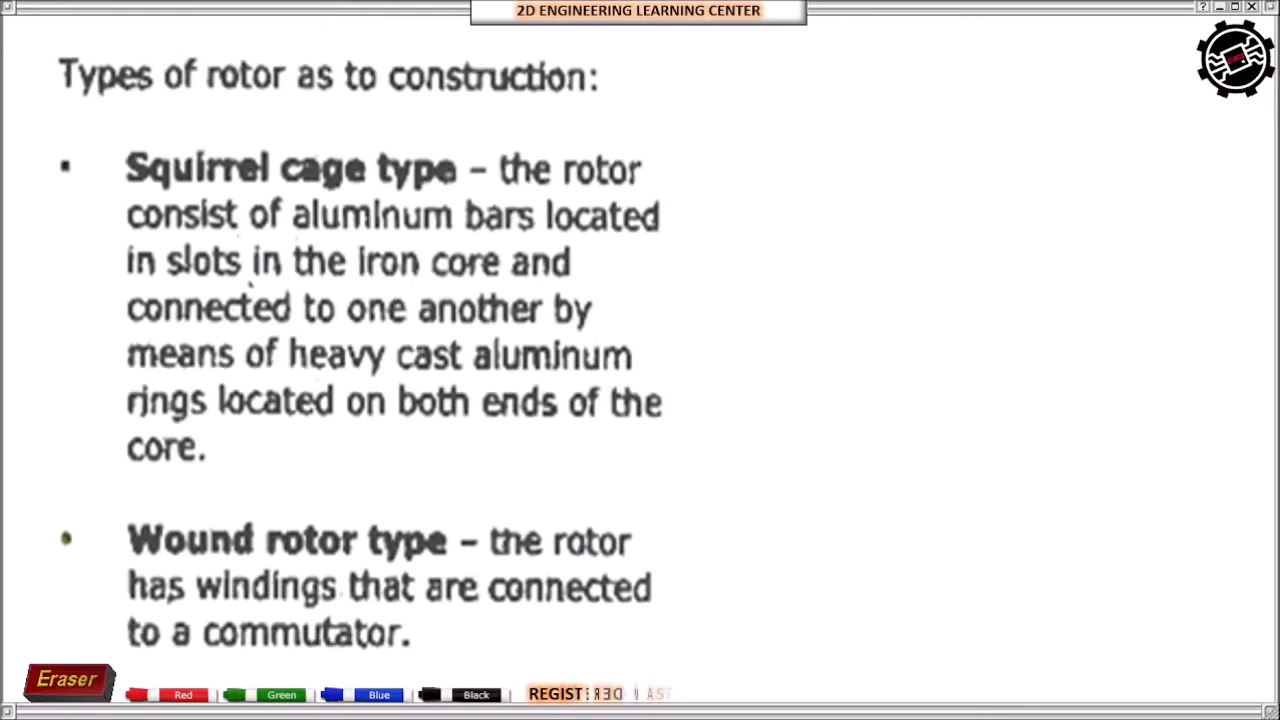 2D ENGINEERING LEARNING CENTER
Types of rotor as to construction:
▪ Squirrel cage type – the rotor
consist of aluminum bars located
in slots in the iron core and
connected to one another by
means of heavy cast aluminum
rings located on both ends of the
core.
• Wound rotor type – the rotor
has windings that are connected
to a commutator.
Eraser
Red
Green
Blue
Black
REGIST